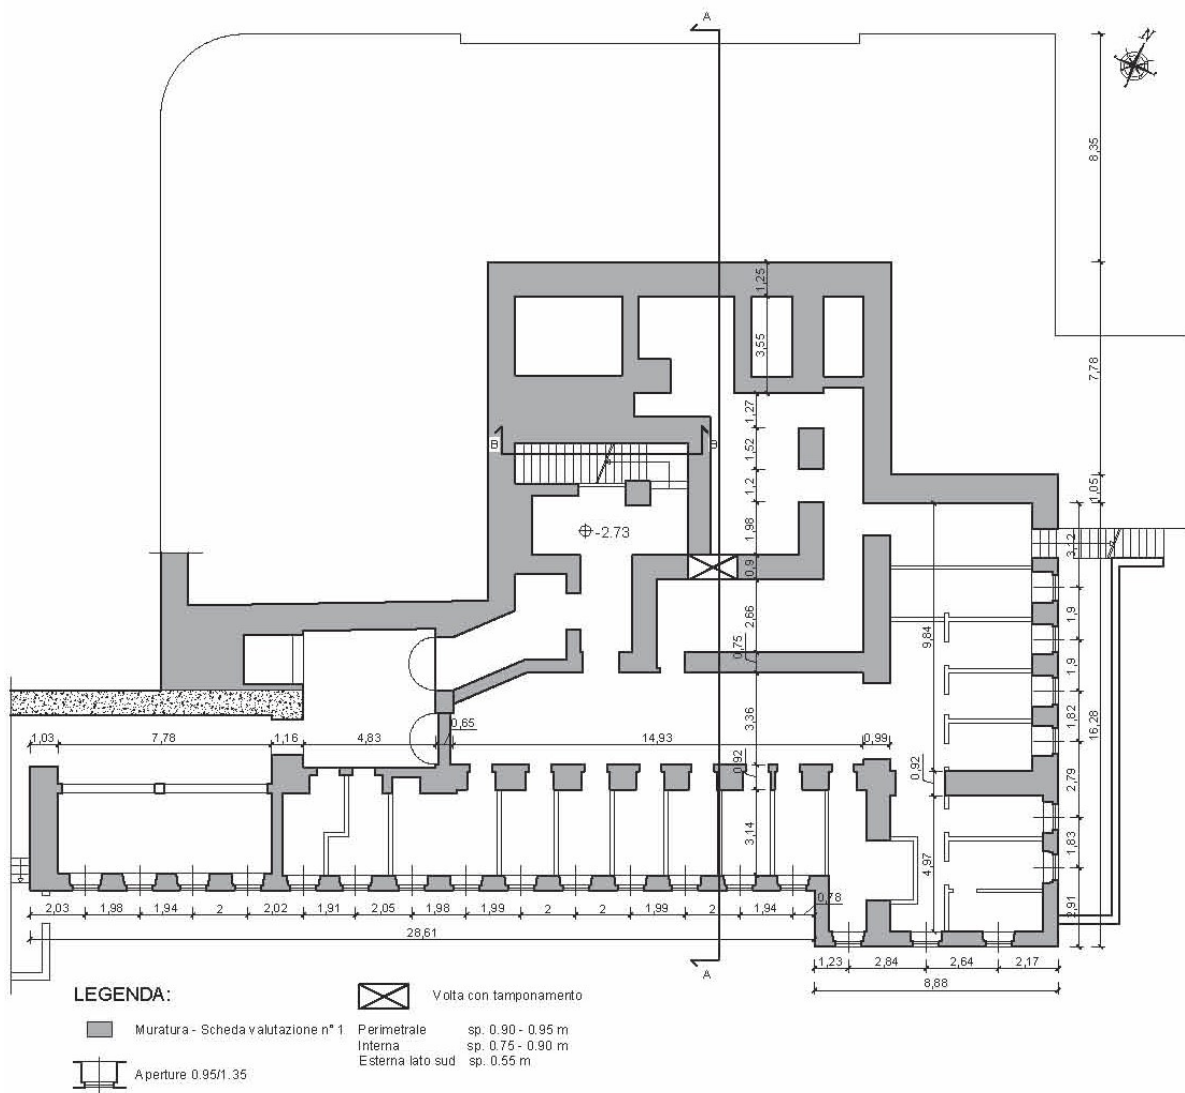 A
N
8,35
1,25
3,55
7,78
1,27
B
B
1,52
1,2
1,05
-2.73
1,98
3,12
0,9
1,9
2,66
9,84
0,75
1,9
1,82
16,28
0,65
3,36
1,03 7,78 1,16 4,83 14,93 0,99
0,92
0,92
2,79
3,14
1,83
4,97
0,78
2,91
2,03 1,98 1,94 2 2,02 1,91 2,05 1,98 1,99 2 2 1,99 2 1,94
28,61
1,23 2,84 2,64 2,17
A
8,88
LEGENDA:
Volta con tamponamento
Muratura - Scheda valutazione n° 1
Perimetrale sp. 0.90 - 0.95 m
Interna sp. 0.75 - 0.90 m
Esterna lato sud sp. 0.55 m
Aperture 0.95/1.35